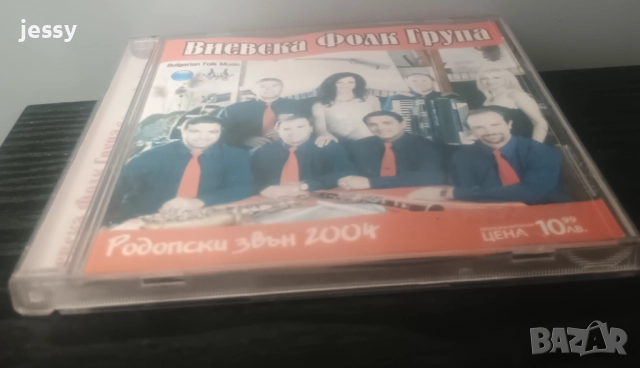 jessy
Виевска Фолк Група
Bulgarian Folk Music
Родопски звън 2004
ЦЕНА 10.99 лв.
BAZAR